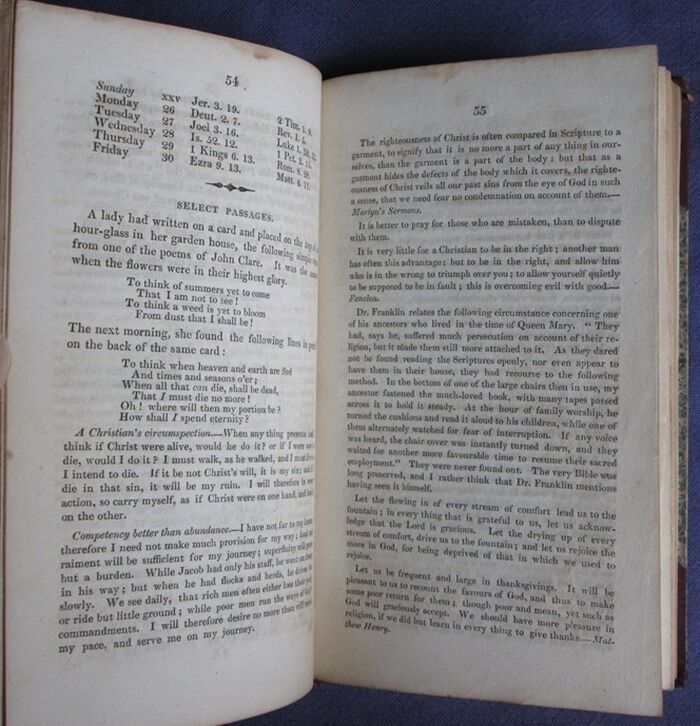 54
Sunday xxv Jer. 3. 19. 2 Tim. 1. 9.
Monday 26 Deut. 2. 7. Rev. 1. 5.
Tuesday 27 Joel 3. 16. Luke 1.
Wednesday 28 Is. 52. 12. 1 Pet. 3.
Thursday 29 1 Kings 6. 13. Rom. 8. 28.
Friday 30 Ezra 9. 13. Matt. 4. 11.
SELECT PASSAGES.
A lady had written on a card and placed on the top of
hour-glass in her garden house, the following simple
from one of the poems of John Clare. It was the
when the flowers were in their highest glory.
To think of summers yet to come
That I am not to see!
To think a weed is yet to bloom
From dust that I shall be!
The next morning, she found the following lines in
on the back of the same card:
To think when heaven and earth are fled
And times and seasons o'er;
When all that can die, shall be dead,
That I must die no more!
Oh! where will then my portion be?
How shall I spend eternity?
A Christian's circumspection.—When any thing presents
think if Christ were alive, would he do it? or if I were
die, would I do it? I must walk, as he walked, and I must
I intend to die. If it be not Christ's will, it is my sin; and
die in that sin, it will be my ruin. I will therefore in
action, so carry myself, as if Christ were on one hand, and
on the other.
Competency better than abundance.—I have not far to my
therefore I need not make much provision for my way; food and
raiment will be sufficient for my journey; superfluity will
but a burden. While Jacob had only his staff, he went on
in his way; but when he had flocks and herds, he drives
slowly. We see daily, that rich men often either lose their
or ride but little ground; while poor men run the ways of God's
commandments. I will therefore desire no more than will
my pace, and serve me on my journey.
55
The righteousness of Christ is often compared in Scripture to a
garment, to signify that it is no more a part of any thing in our-
selves, than the garment is a part of the body: but that as a
garment hides the defects of the body which it covers, the righte-
ousness of Christ veils all our past sins from the eye of God in such
a sense, that we need fear no condemnation on account of them.—
Martyn's Sermons.
It is better to pray for those who are mistaken, than to dispute
with them.
It is very little for a Christian to be in the right; another man
has often this advantage: but to be in the right, and allow him
who is in the wrong to triumph over you; to allow yourself quietly
to be supposed to be in fault; this is overcoming evil with good.—
Fenelon.
Dr. Franklin relates the following circumstance concerning one
of his ancestors who lived in the time of Queen Mary. "They
had, says he, suffered much persecution on account of their re-
ligion, but it made them still more attached to it. As they dared
not be found reading the Scriptures openly, nor even appear to
have them in their house, they had recourse to the following
method. In the bottom of one of the large chairs then in use, my
ancestor fastened the much-loved book, with many tapes passed
across it to hold it steady. At the hour of family worship, he
turned the cushions and read it aloud to his children, while one of
them alternately watched for fear of interruption. If any voice
was heard, the chair cover was instantly turned down, and they
waited for another more favourable time to resume their sacred
employment." They were never found out. The very Bible was
long preserved, and I rather think that Dr. Franklin mentions
having seen it himself.
Let the flowing in of every stream of comfort lead us to the
fountain; in every thing that is grateful to us, let us acknow-
ledge that the Lord is gracious. Let the drying up of every
stream of comfort, drive us to the fountain; and let us rejoice the
more in God, for being deprived of that in which we used to
rejoice.
Let us be frequent and large in thanksgivings. It will be
pleasant to us to recount the favours of God, and thus to make
some poor return for them; though poor and mean, yet such as
God will graciously accept. We should have more pleasure in
religion, if we did but learn in every thing to give thanks.—Mat-
thew Henry.